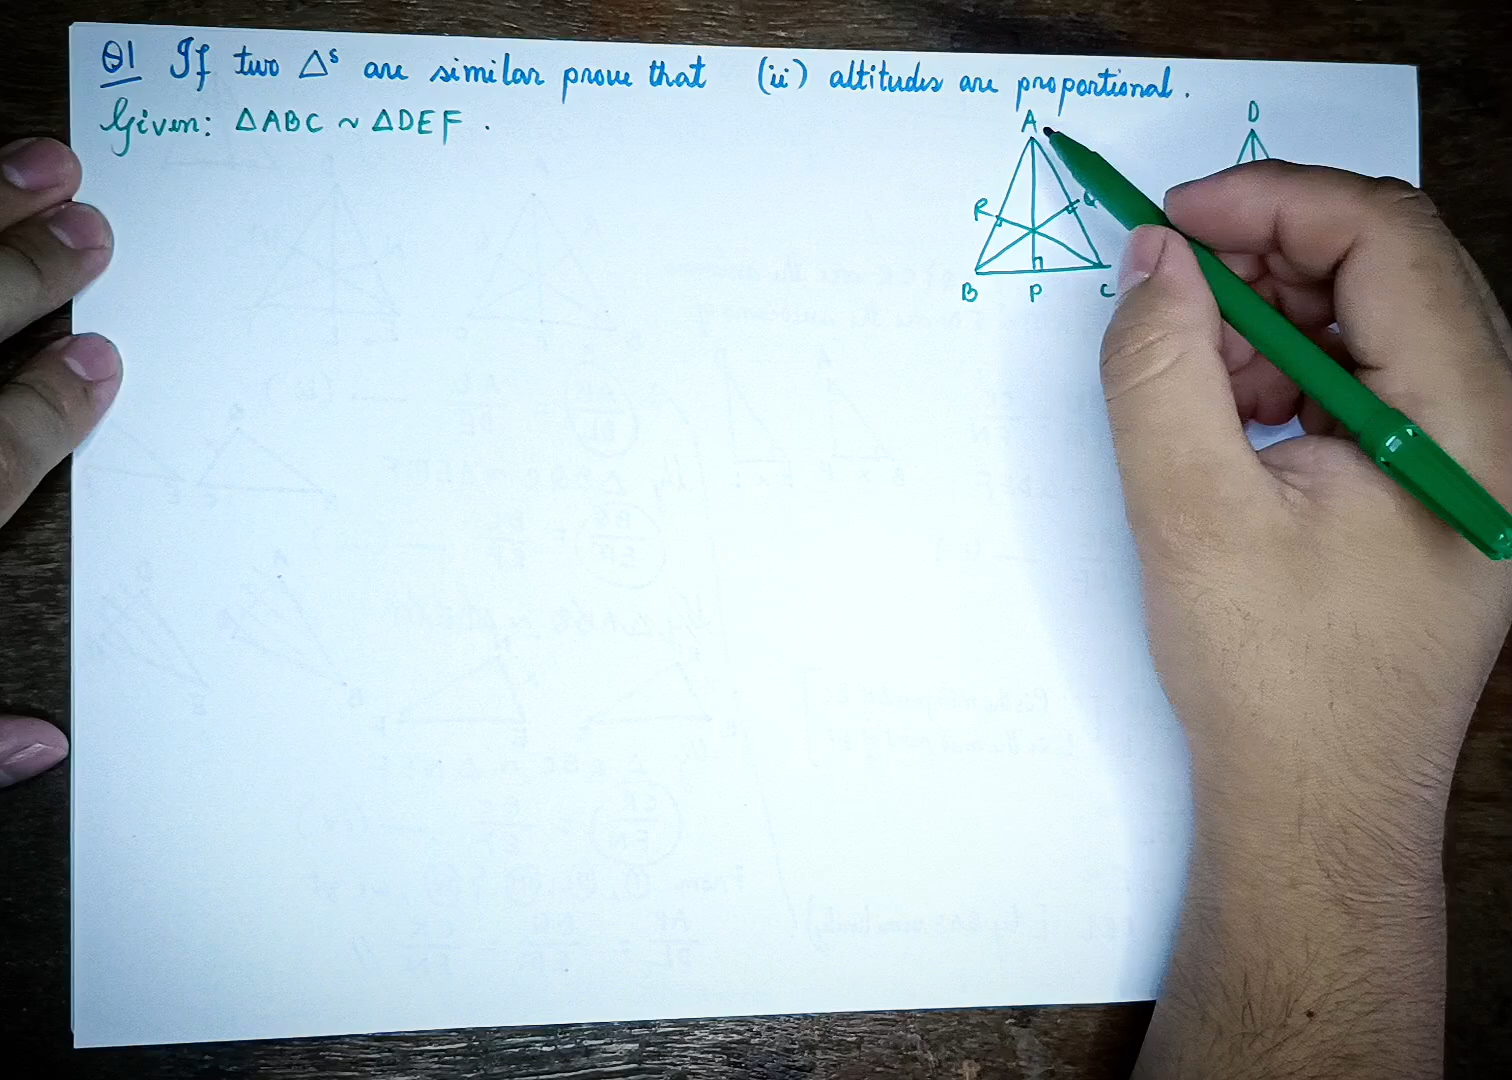 Q1 If two Δs are similar prove that (ii) altitudes are proportional.
Given: ΔABC ~ ΔDEF.
A
D
R
Q
B P C